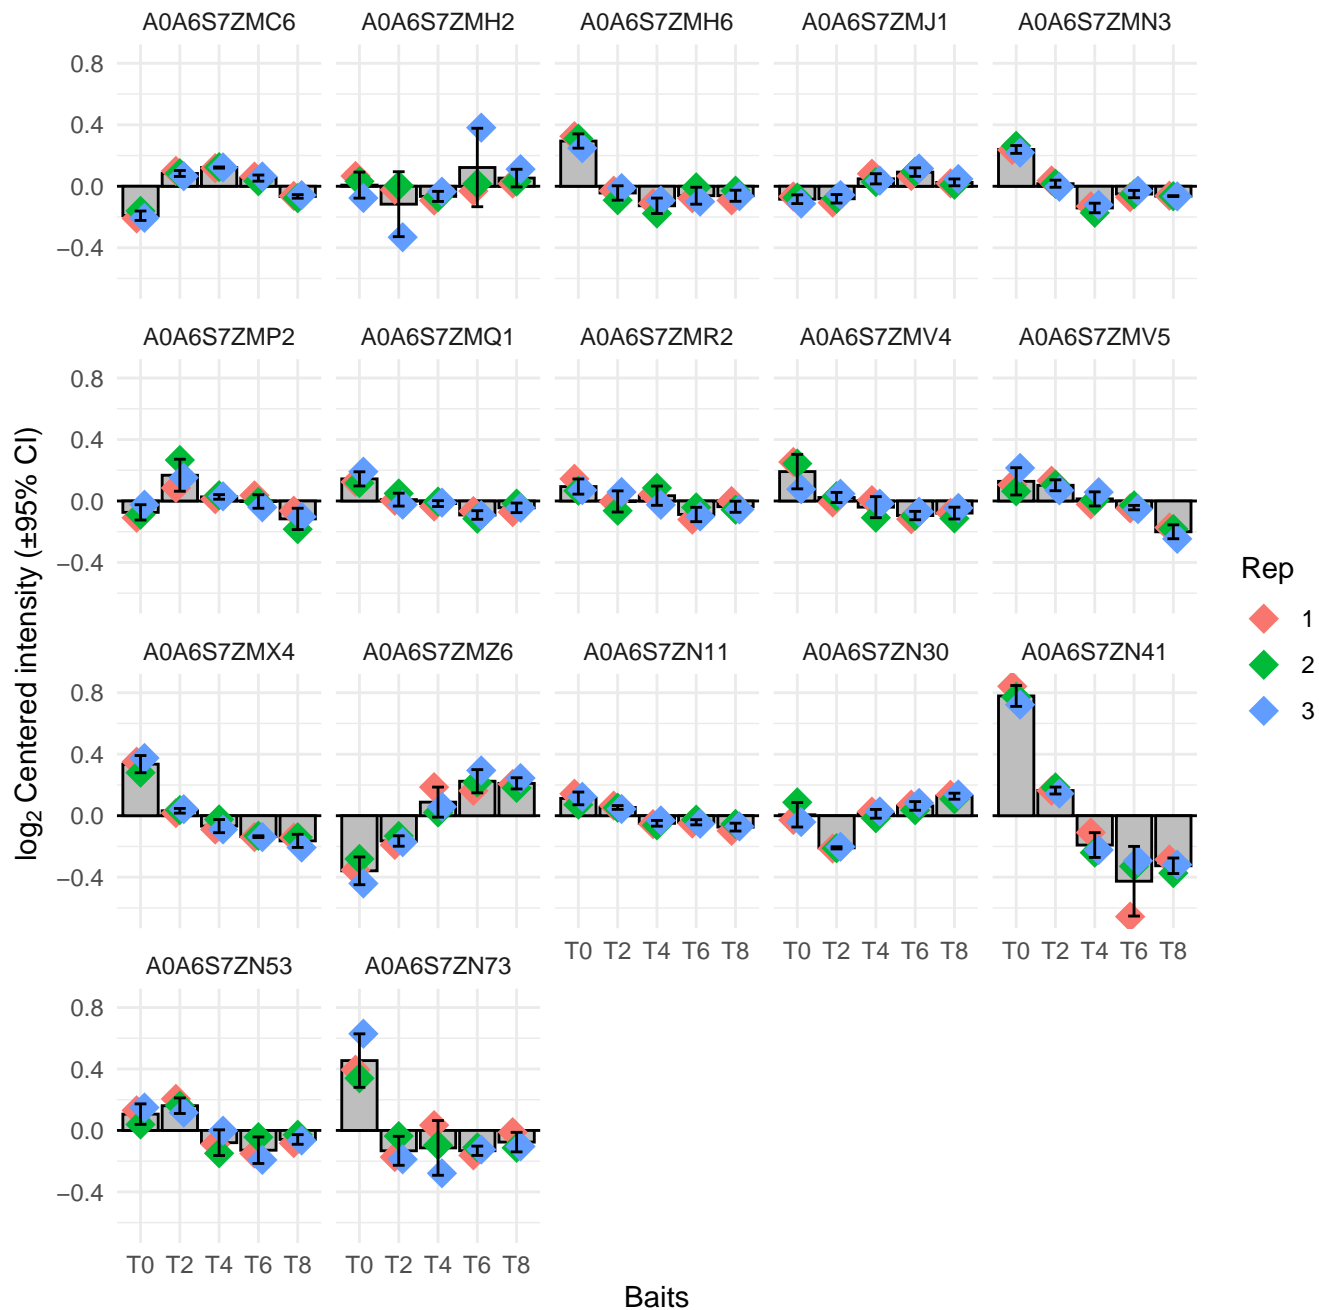 A0A6S7ZMC6 A0A6S7ZMH2 A0A6S7ZMH6 A0A6S7ZMJ1 A0A6S7ZMN3
0.8
0.4
0.0
−0.4
A0A6S7ZMP2 A0A6S7ZMQ1 A0A6S7ZMR2 A0A6S7ZMV4 A0A6S7ZMV5
0.8
0.4
0.0
−0.4
log2 Centered intensity (±95% CI)
Rep
1
2
3
A0A6S7ZMX4 A0A6S7ZMZ6 A0A6S7ZN11 A0A6S7ZN30 A0A6S7ZN41
0.8
0.4
0.0
−0.4
T0 T2 T4 T6 T8 T0 T2 T4 T6 T8 T0 T2 T4 T6 T8
A0A6S7ZN53 A0A6S7ZN73
0.8
0.4
0.0
−0.4
T0 T2 T4 T6 T8 T0 T2 T4 T6 T8
Baits